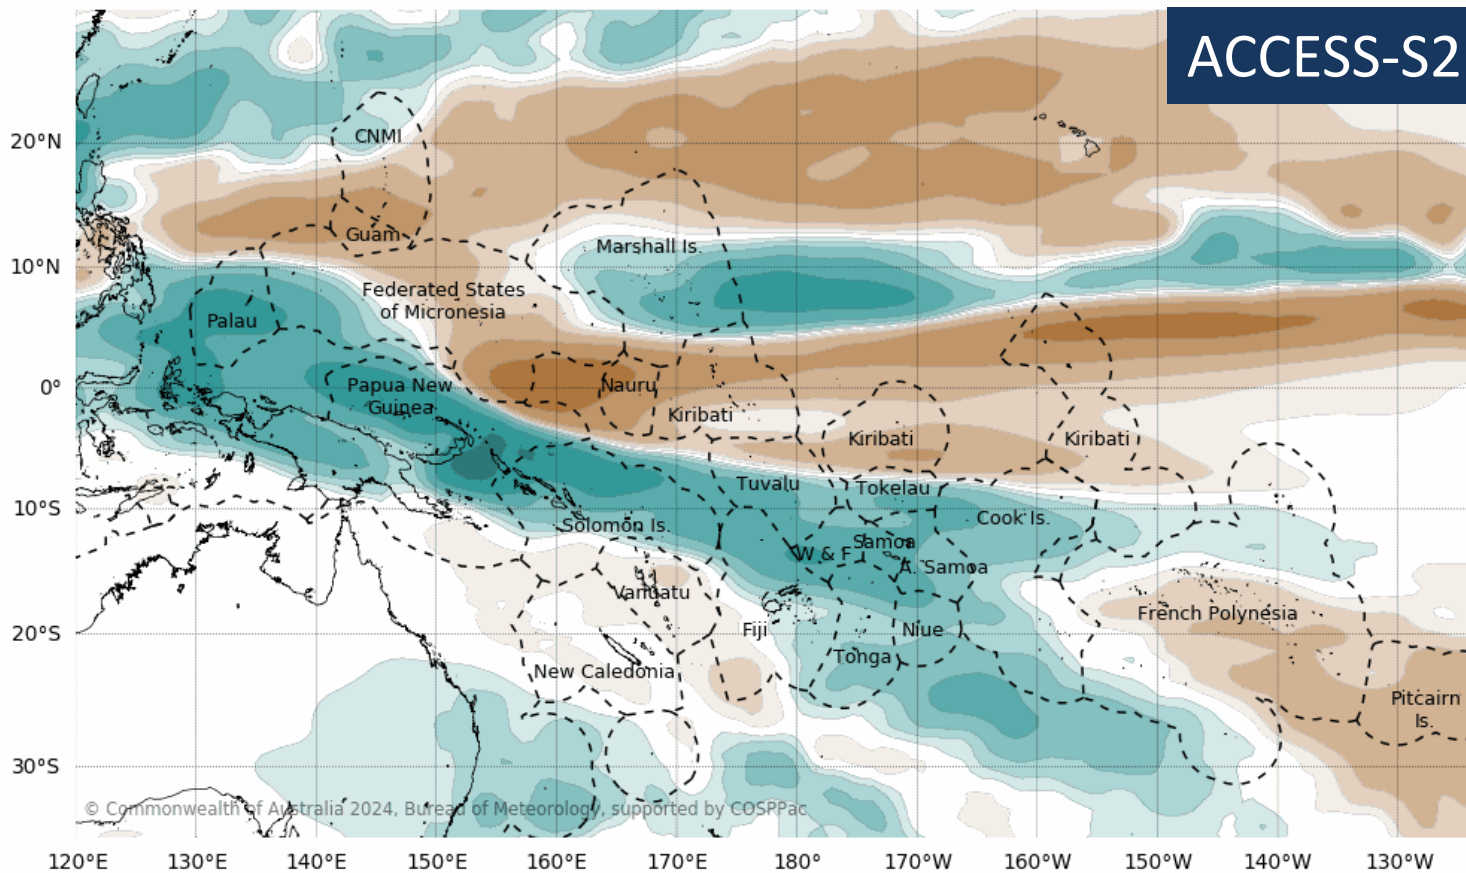 ACCESS-S2
20°N
CNMI
Guam
Marshall Is.
10°N
Federated States
of Micronesia
Palau
0°
Papua New
Guinea
Nauru
Kiribati
Kiribati
Kiribati
Tuvalu
Tokelau
10°S
Solomon Is.
Cook Is.
Samoa
W & F
A. Samoa
Vanuatu
French Polynesia
20°S
Fiji
Niue
Tonga
New Caledonia
Pitcairn
Is.
30°S
© Commonwealth of Australia 2024, Bureau of Meteorology, supported by COSPPac
120°E 130°E 140°E 150°E 160°E 170°E 180° 170°W 160°W 150°W 140°W 130°W